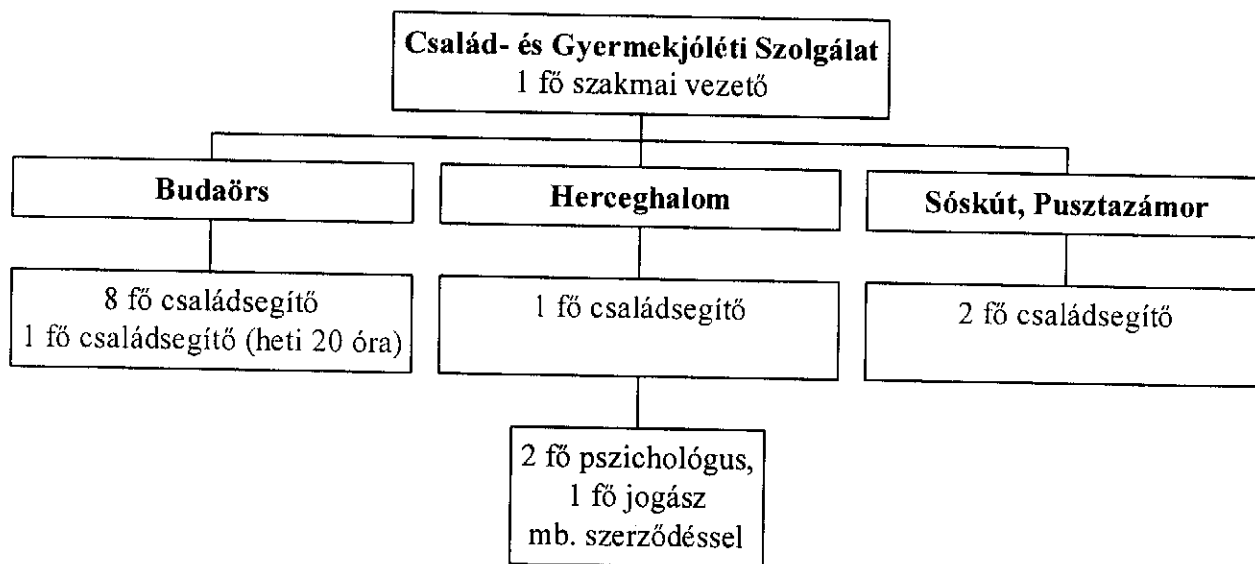 Család- és Gyermekjóléti Szolgálat
1 fő szakmai vezető
Budaörs
Herceghalom
Sóskút, Pusztazámor
8 fő családsegítő
1 fő családsegítő (heti 20 óra)
1 fő családsegítő
2 fő családsegítő
2 fő pszichológus,
1 fő jogász
mb. szerződéssel